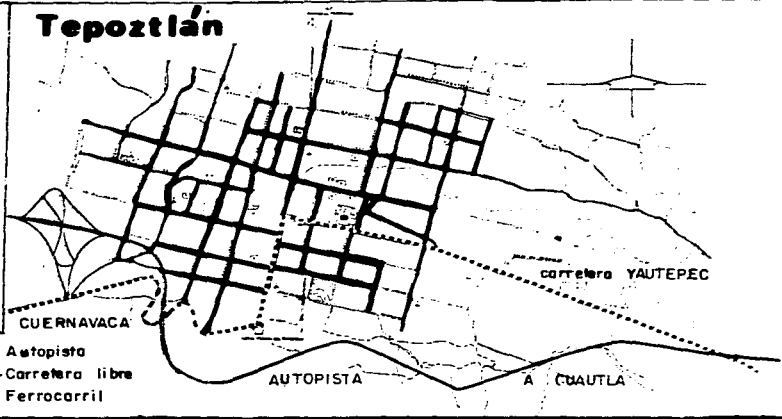 Tepoztlán
carretera YAUTEPEC
CUERNAVACA
Autopista
Carretera libre
Ferrocarril
AUTOPISTA A CUAUTLA